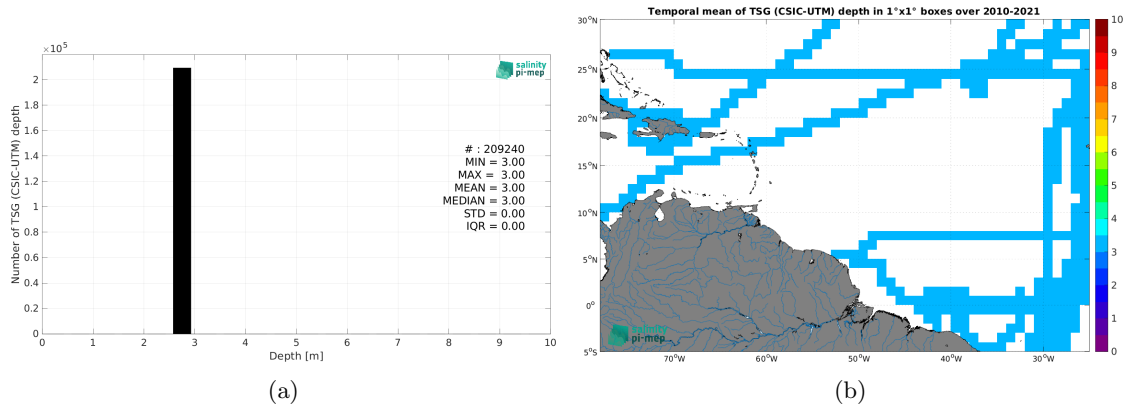 ×10⁵
2
1.8
1.6
1.4
1.2
1
0.8
0.6
0.4
0.2
0
Number of TSG (CSIC-UTM) depth
0 1 2 3 4 5 6 7 8 9 10
Depth [m]
salinity
pi-mep
# : 209240
MIN = 3.00
MAX = 3.00
MEAN = 3.00
MEDIAN = 3.00
STD = 0.00
IQR = 0.00
(a)
Temporal mean of TSG (CSIC-UTM) depth in 1°x1° boxes over 2010-2021
30°N
25°N
20°N
15°N
10°N
5°N
0°
5°S
70°W 60°W 50°W 40°W 30°W
salinity
pi-mep
10
9
8
7
6
5
4
3
2
1
0
(b)